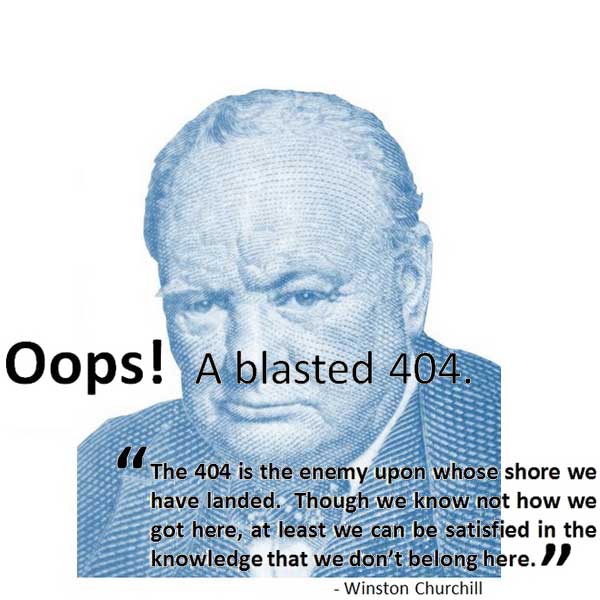 Oops! A blasted 404.
“The 404 is the enemy upon whose shore we
have landed. Though we know not how we
got here, at least we can be satisfied in the
knowledge that we don’t belong here.”
- Winston Churchill